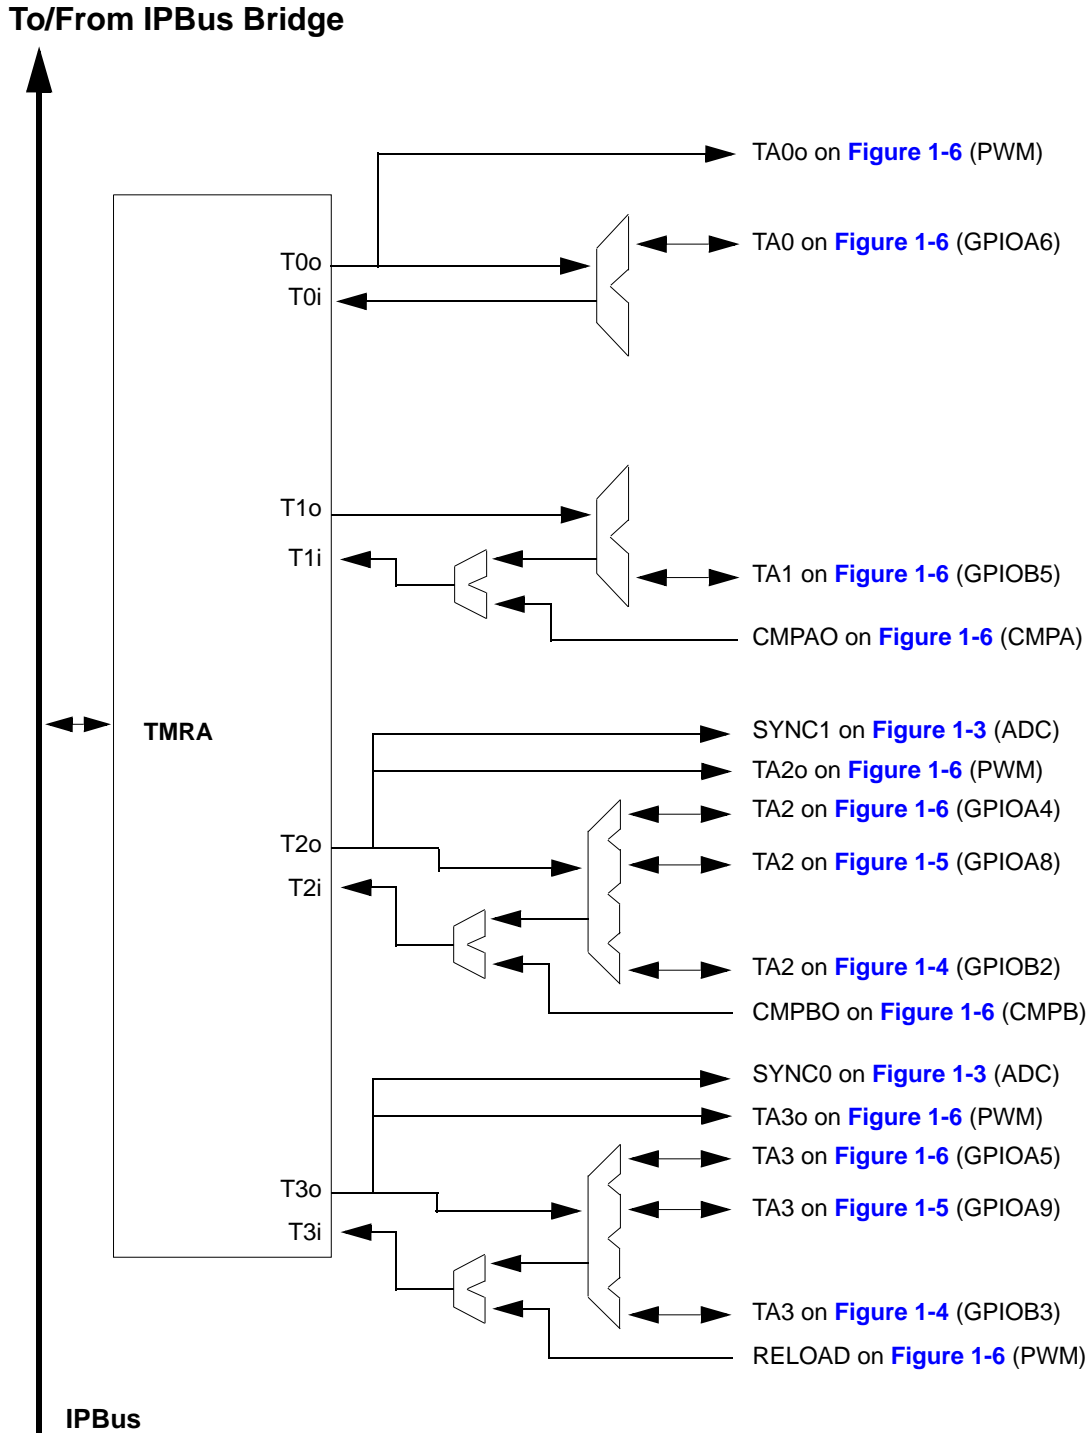 To/From IPBus Bridge
TA0o on Figure 1-6 (PWM)
TA0 on Figure 1-6 (GPIOA6)
T0o
T0i
T1o
T1i
TA1 on Figure 1-6 (GPIOB5)
CMPAO on Figure 1-6 (CMPA)
TMRA
SYNC1 on Figure 1-3 (ADC)
TA2o on Figure 1-6 (PWM)
TA2 on Figure 1-6 (GPIOA4)
T2o
TA2 on Figure 1-5 (GPIOA8)
T2i
TA2 on Figure 1-4 (GPIOB2)
CMPBO on Figure 1-6 (CMPB)
SYNC0 on Figure 1-3 (ADC)
TA3o on Figure 1-6 (PWM)
TA3 on Figure 1-6 (GPIOA5)
T3o
TA3 on Figure 1-5 (GPIOA9)
T3i
TA3 on Figure 1-4 (GPIOB3)
RELOAD on Figure 1-6 (PWM)
IPBus